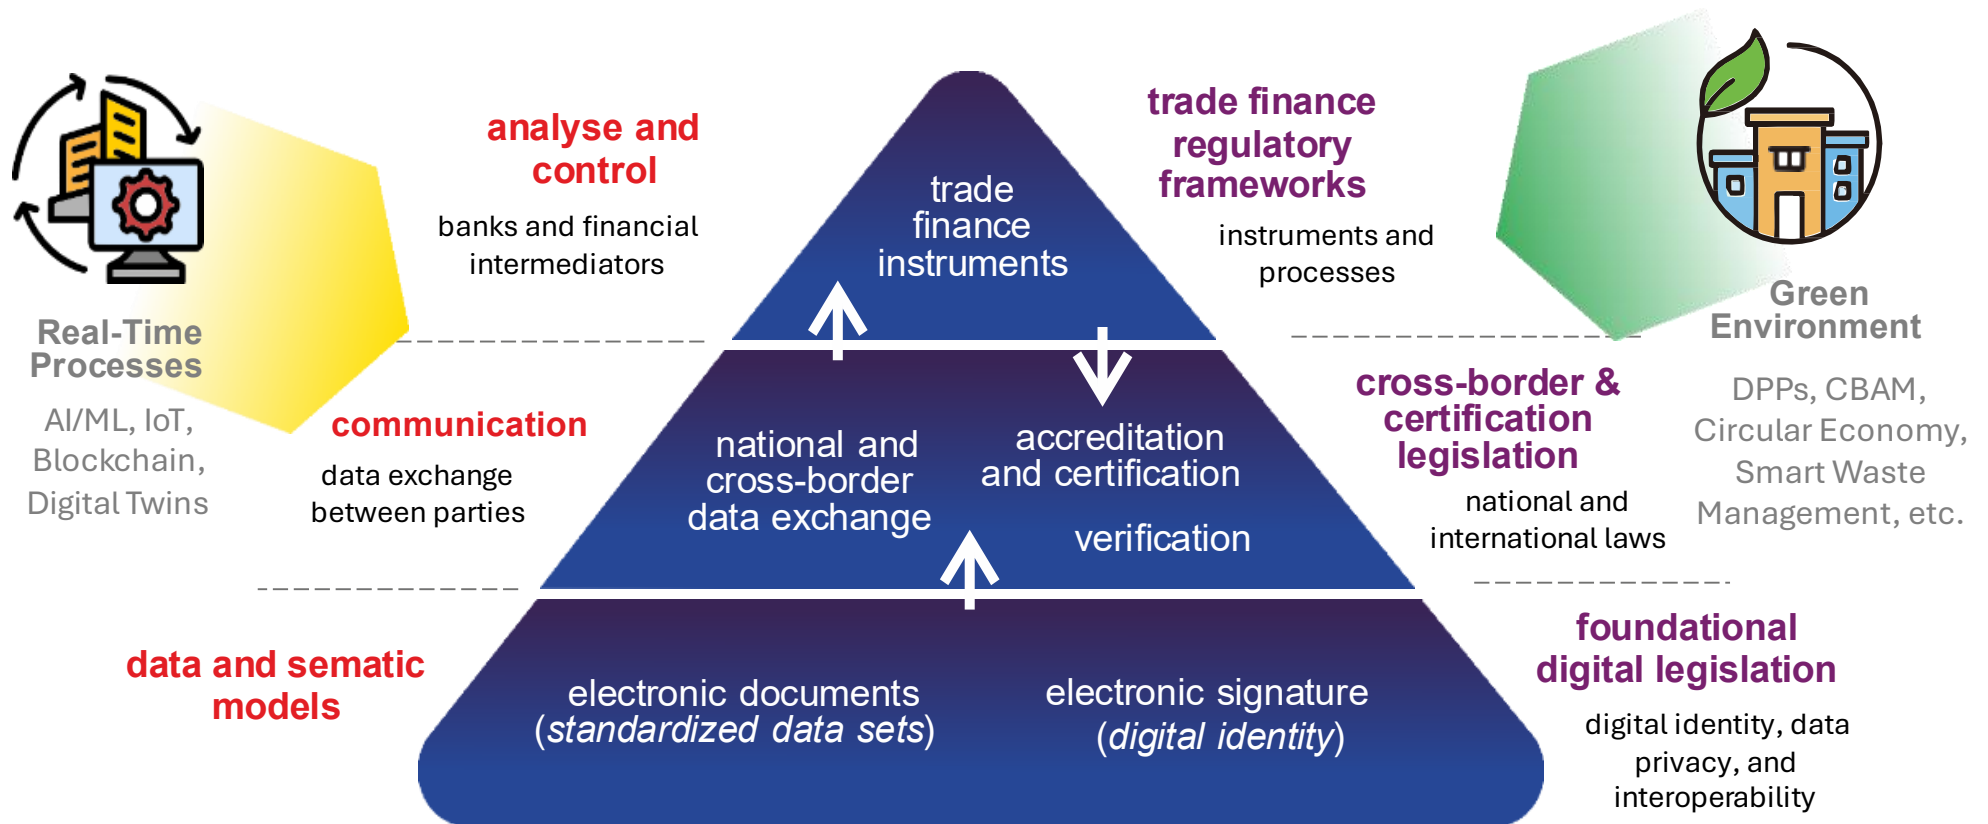 analyse and
control
banks and financial
intermediators
trade
finance
instruments
trade finance
regulatory
frameworks
instruments and
processes
Real-Time
Processes
AI/ML, IoT,
Blockchain,
Digital Twins
Green
Environment
DPPs, CBAM,
Circular Economy,
Smart Waste
Management, etc.
communication
data exchange
between parties
national and
cross-border
data exchange
accreditation
and certification
verification
cross-border &
certification
legislation
national and
international laws
data and sematic
models
electronic documents
(standardized data sets)
electronic signature
(digital identity)
foundational
digital legislation
digital identity, data
privacy, and
interoperability